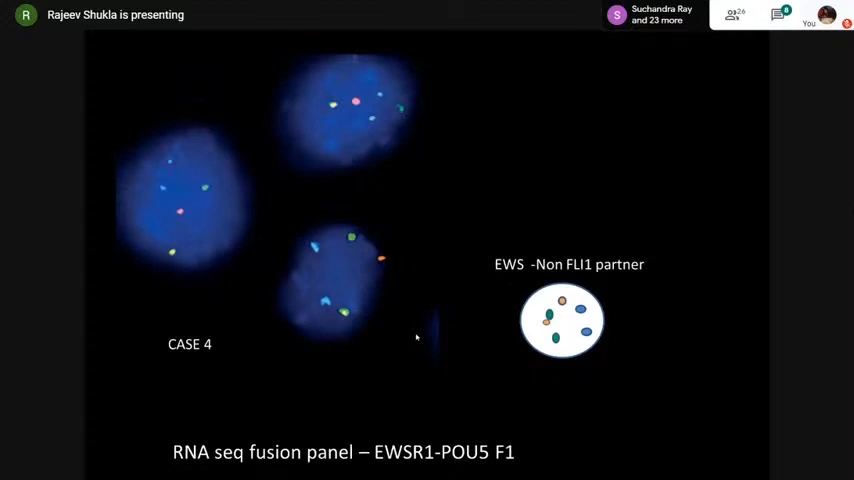 R Rajeev Shukla is presenting
S Suchandra Ray
and 23 more
26
8
You
EWS -Non FLI1 partner
CASE 4
RNA seq fusion panel – EWSR1-POU5 F1